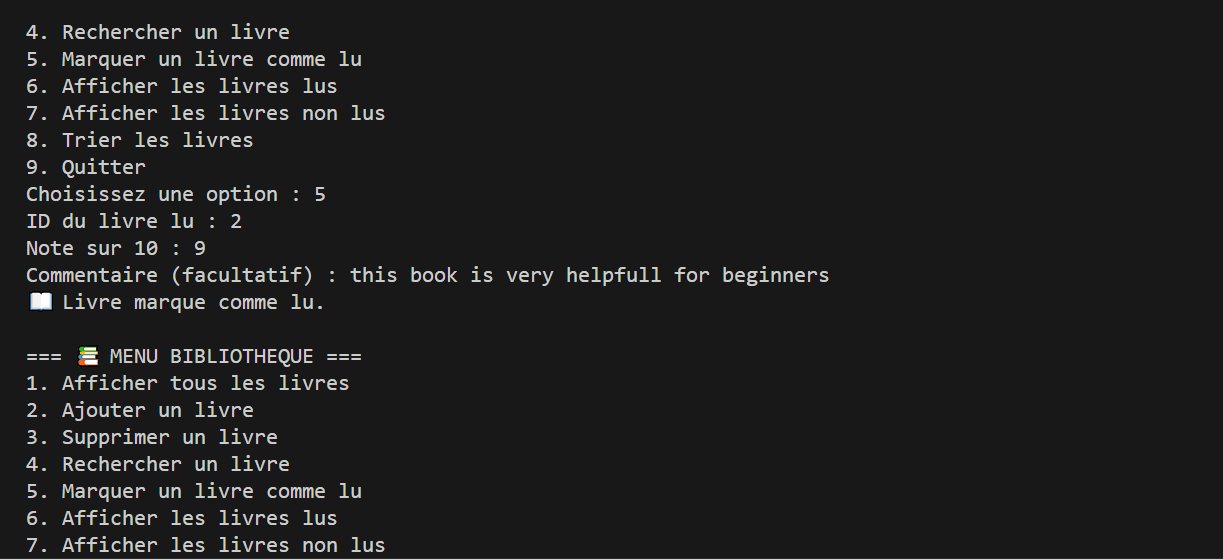 4. Rechercher un livre
5. Marquer un livre comme lu
6. Afficher les livres lus
7. Afficher les livres non lus
8. Trier les livres
9. Quitter
Choisissez une option : 5
ID du livre lu : 2
Note sur 10 : 9
Commentaire (facultatif) : this book is very helpfull for beginners
📖 Livre marque comme lu.

=== 📚 MENU BIBLIOTHEQUE ===
1. Afficher tous les livres
2. Ajouter un livre
3. Supprimer un livre
4. Rechercher un livre
5. Marquer un livre comme lu
6. Afficher les livres lus
7. Afficher les livres non lus